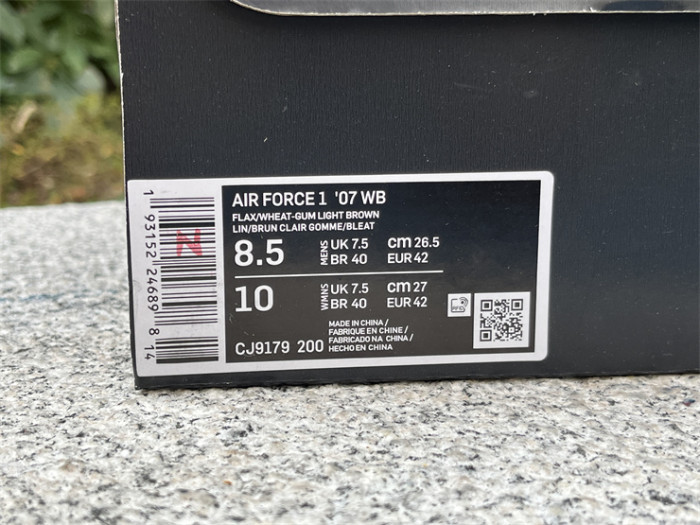 AIR FORCE 1 '07 WB
FLAX/WHEAT-GUM LIGHT BROWN
LIN/BRUN CLAIR GOMME/BLEAT
8.5 MENS UK 7.5 cm 26.5
BR 40 EUR 42
10 WMNS UK 7.5 cm 27
BR 40 EUR 42
CJ9179 200
MADE IN CHINA /
FABRIQUE EN CHINE /
FABRICADO NA CHINA /
HECHO EN CHINA
1 93152 24689 8 14
N